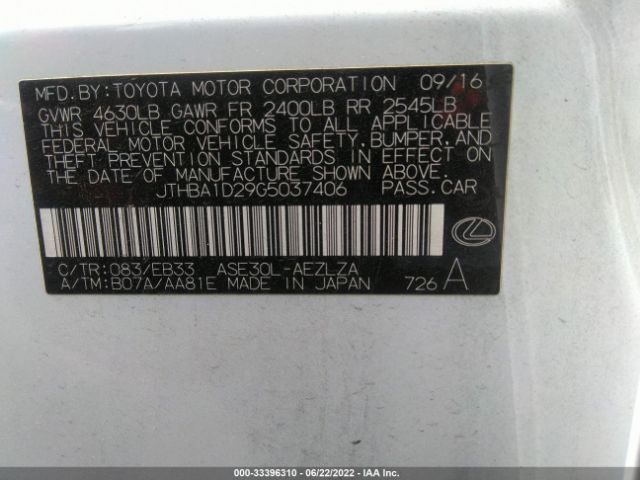 MFD.BY:TOYOTA MOTOR CORPORATION 09/16
GVWR 4630LB GAWR FR 2400LB RR 2545LB
THIS VEHICLE CONFORMS TO ALL APPLICABLE
FEDERAL MOTOR VEHICLE SAFETY,BUMPER,AND
THEFT PREVENTION STANDARDS IN EFFECT ON
THE DATE OF MANUFACTURE SHOWN ABOVE.
JTHBA1D29G5037406 PASS.CAR
C/TR:083/EB33 ASE30L-AEZLZA
A/TM:B07A/AA81E MADE IN JAPAN 726 A
000-33396310 - 06/22/2022 - IAA Inc.